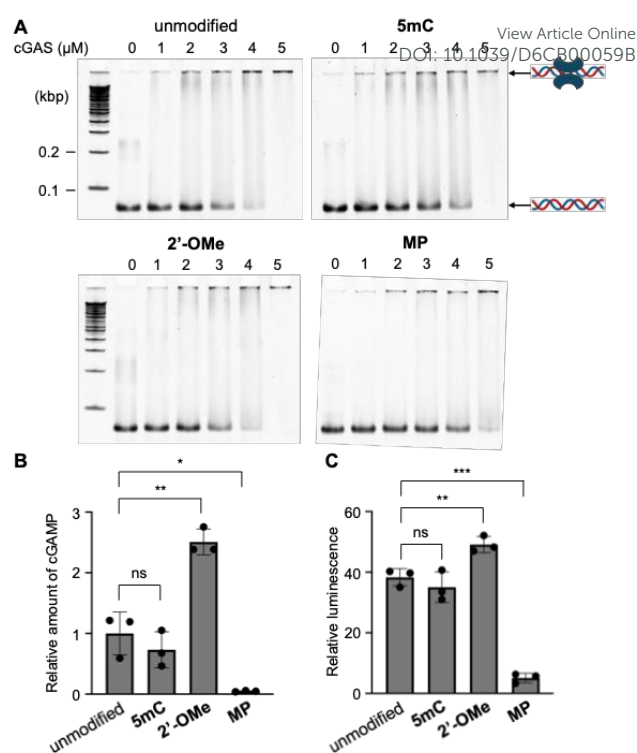 A
unmodified
5mC
View Article Online
DOI: 10.1039/D6CB00059B
cGAS (μM) 0 1 2 3 4 5 0 1 2 3 4 5
(kbp)
0.2
0.1
2'-OMe
MP
0 1 2 3 4 5 0 1 2 3 4 5
B
C
*
**
ns
***
**
ns
Relative amount of cGAMP
3
2
1
0
unmodified
5mC
2'-OMe
MP
Relative luminescence
60
40
20
0
unmodified
5mC
2'-OMe
MP